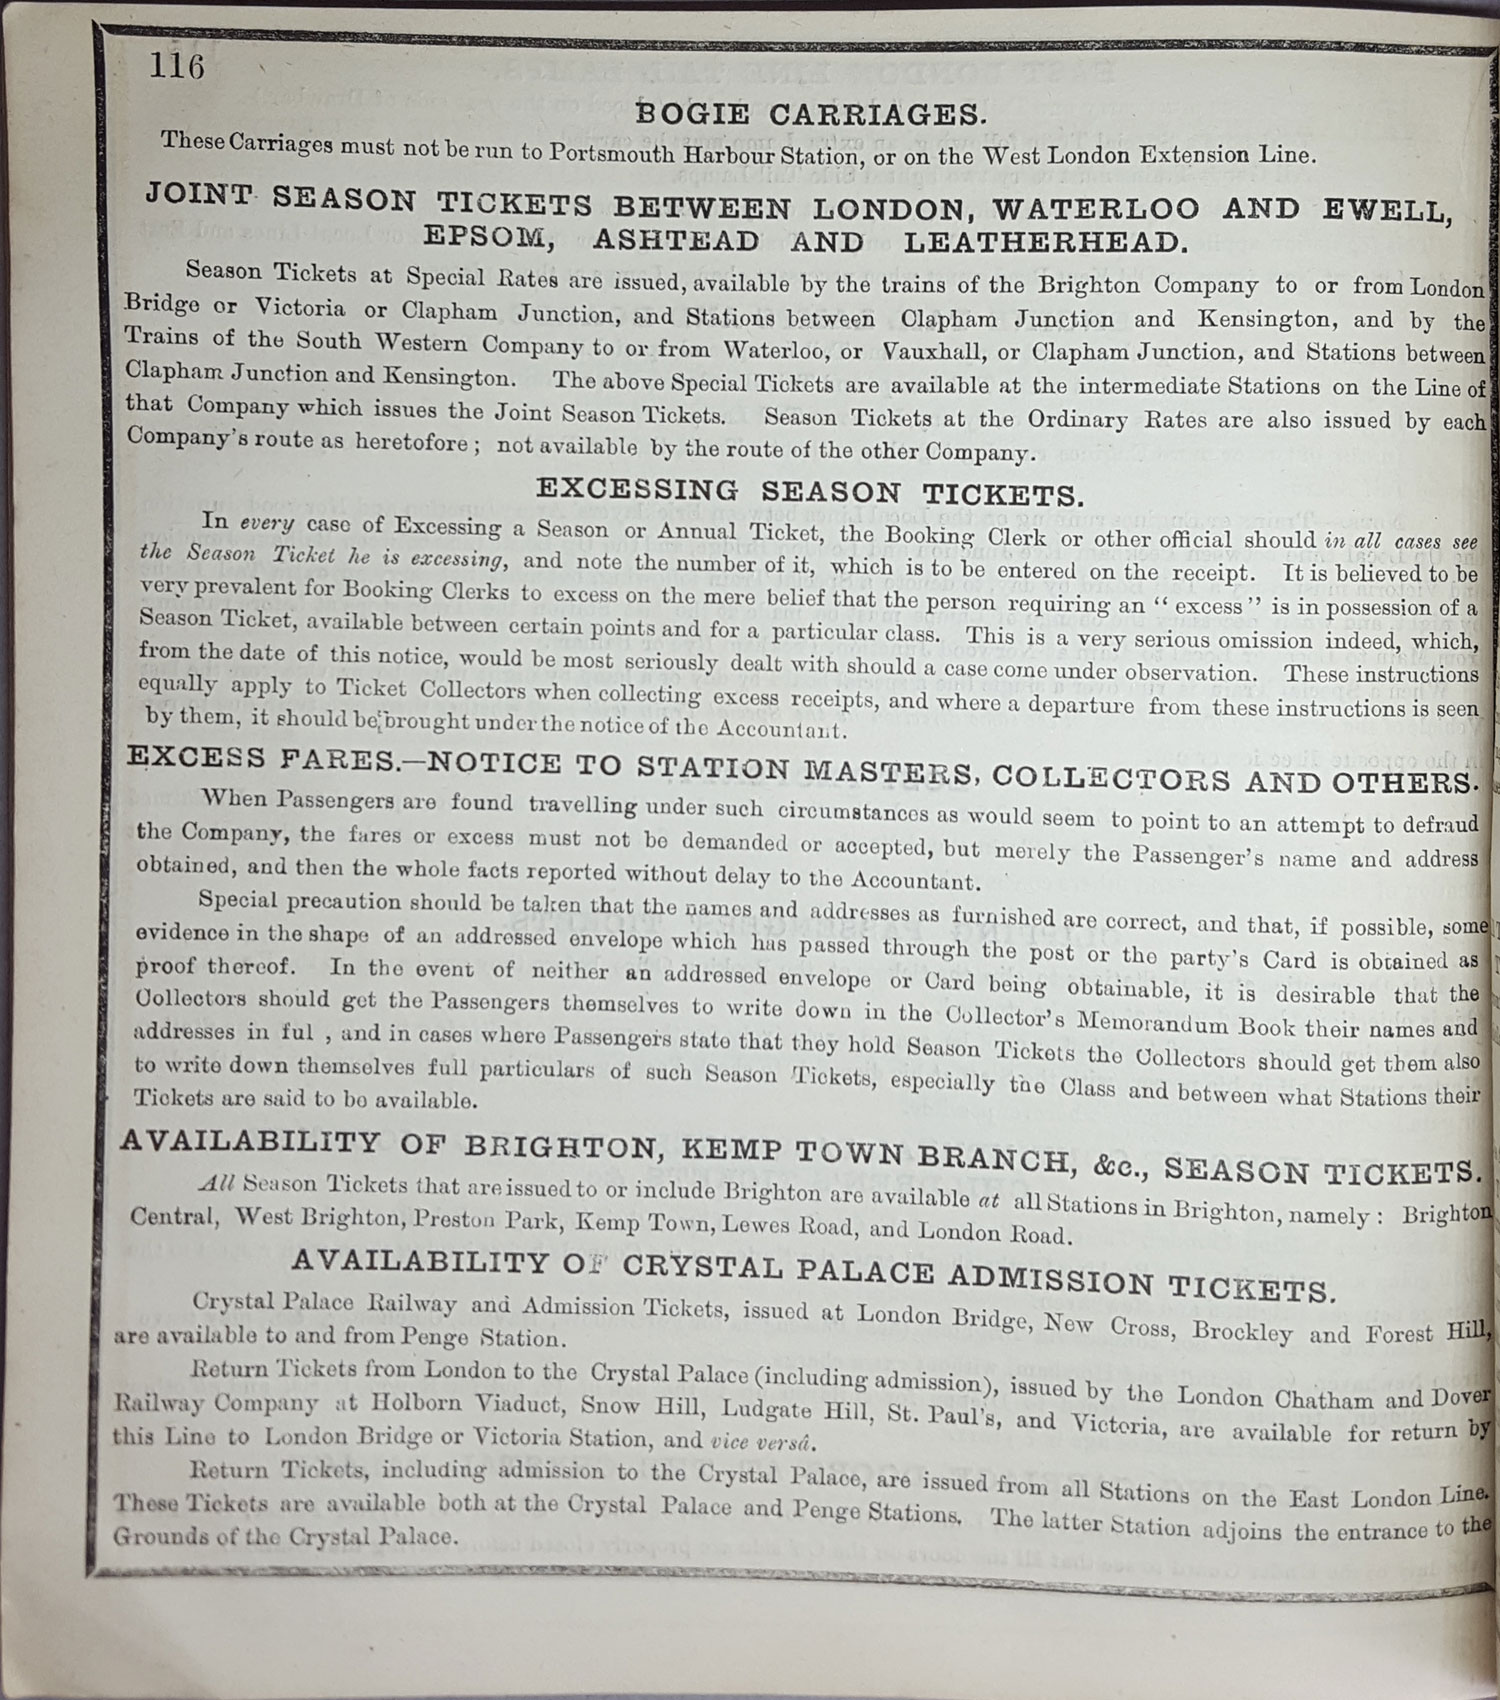 116
BOGIE CARRIAGES.
These Carriages must not be run to Portsmouth Harbour Station, or on the West London Extension Line.
JOINT SEASON TICKETS BETWEEN LONDON, WATERLOO AND EWELL,
EPSOM, ASHTEAD AND LEATHERHEAD.
Season Tickets at Special Rates are issued, available by the trains of the Brighton Company to or from London
Bridge or Victoria or Clapham Junction, and Stations between Clapham Junction and Kensington, and by the
Trains of the South Western Company to or from Waterloo, or Vauxhall, or Clapham Junction, and Stations between
Clapham Junction and Kensington. The above Special Tickets are available at the intermediate Stations on the Line of
that Company which issues the Joint Season Tickets. Season Tickets at the Ordinary Rates are also issued by each
Company's route as heretofore; not available by the route of the other Company.
EXCESSING SEASON TICKETS.
In every case of Excessing a Season or Annual Ticket, the Booking Clerk or other official should in all cases see
the Season Ticket he is excessing, and note the number of it, which is to be entered on the receipt. It is believed to be
very prevalent for Booking Clerks to excess on the mere belief that the person requiring an "excess" is in possession of a
Season Ticket, available between certain points and for a particular class. This is a very serious omission indeed, which,
from the date of this notice, would be most seriously dealt with should a case come under observation. These instructions
equally apply to Ticket Collectors when collecting excess receipts, and where a departure from these instructions is seen
by them, it should be brought under the notice of the Accountant.
EXCESS FARES.—NOTICE TO STATION MASTERS, COLLECTORS AND OTHERS.
When Passengers are found travelling under such circumstances as would seem to point to an attempt to defraud
the Company, the fares or excess must not be demanded or accepted, but merely the Passenger's name and address
obtained, and then the whole facts reported without delay to the Accountant.
Special precaution should be taken that the names and addresses as furnished are correct, and that, if possible, some
evidence in the shape of an addressed envelope which has passed through the post or the party's Card is obtained as
proof thereof. In the event of neither an addressed envelope or Card being obtainable, it is desirable that the
Collectors should get the Passengers themselves to write down in the Collector's Memorandum Book their names and
addresses in ful , and in cases where Passengers state that they hold Season Tickets the Collectors should get them also
to write down themselves full particulars of such Season Tickets, especially the Class and between what Stations their
Tickets are said to be available.
AVAILABILITY OF BRIGHTON, KEMP TOWN BRANCH, &c., SEASON TICKETS.
All Season Tickets that are issued to or include Brighton are available at all Stations in Brighton, namely: Brighton
Central, West Brighton, Preston Park, Kemp Town, Lewes Road, and London Road.
AVAILABILITY OF CRYSTAL PALACE ADMISSION TICKETS.
Crystal Palace Railway and Admission Tickets, issued at London Bridge, New Cross, Brockley and Forest Hill,
are available to and from Penge Station.
Return Tickets from London to the Crystal Palace (including admission), issued by the London Chatham and Dover
Railway Company at Holborn Viaduct, Snow Hill, Ludgate Hill, St. Paul's, and Victoria, are available for return by
this Line to London Bridge or Victoria Station, and vice versâ.
Return Tickets, including admission to the Crystal Palace, are issued from all Stations on the East London Line.
These Tickets are available both at the Crystal Palace and Penge Stations. The latter Station adjoins the entrance to the
Grounds of the Crystal Palace.